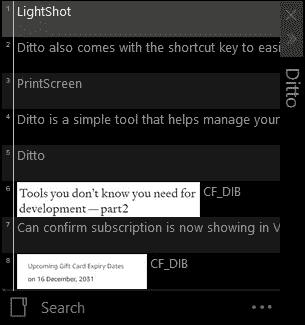 1 LightShot
2 Ditto also comes with the shortcut key to easi
3 PrintScreen
4 Ditto is a simple tool that helps manage your
5 Ditto
6 Tools you don't know you need for
development — part2 CF_DIB
7 Can confirm subscription is now showing in V
8 Upcoming Gift Card Expiry Dates
on 16 December, 2031 CF_DIB
Search
Ditto